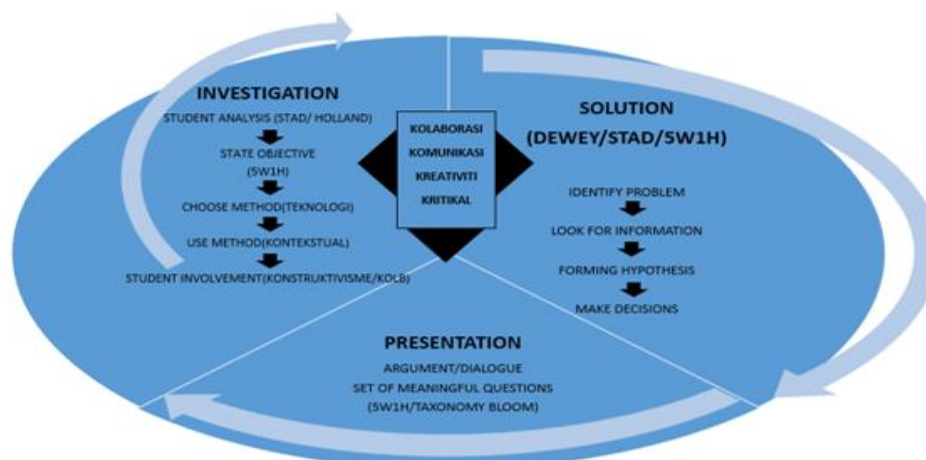 INVESTIGATION
STUDENT ANALYSIS (STAD/ HOLLAND)
STATE OBJECTIVE
(5W1H)
CHOOSE METHOD(TEKNOLOGI)
USE METHOD(KONTEKSTUAL)
STUDENT INVOLVEMENT(KONSTRUKTIVISME/KOLB)
KOLABORASI
KOMUNIKASI
KREATIVITI
KRITIKAL
SOLUTION
(DEWEY/STAD/5W1H)
IDENTIFY PROBLEM
LOOK FOR INFORMATION
FORMING HYPOTHESIS
MAKE DECISIONS
PRESENTATION
ARGUMENT/DIALOGUE
SET OF MEANINGFUL QUESTIONS
(5W1H/TAXONOMY BLOOM)